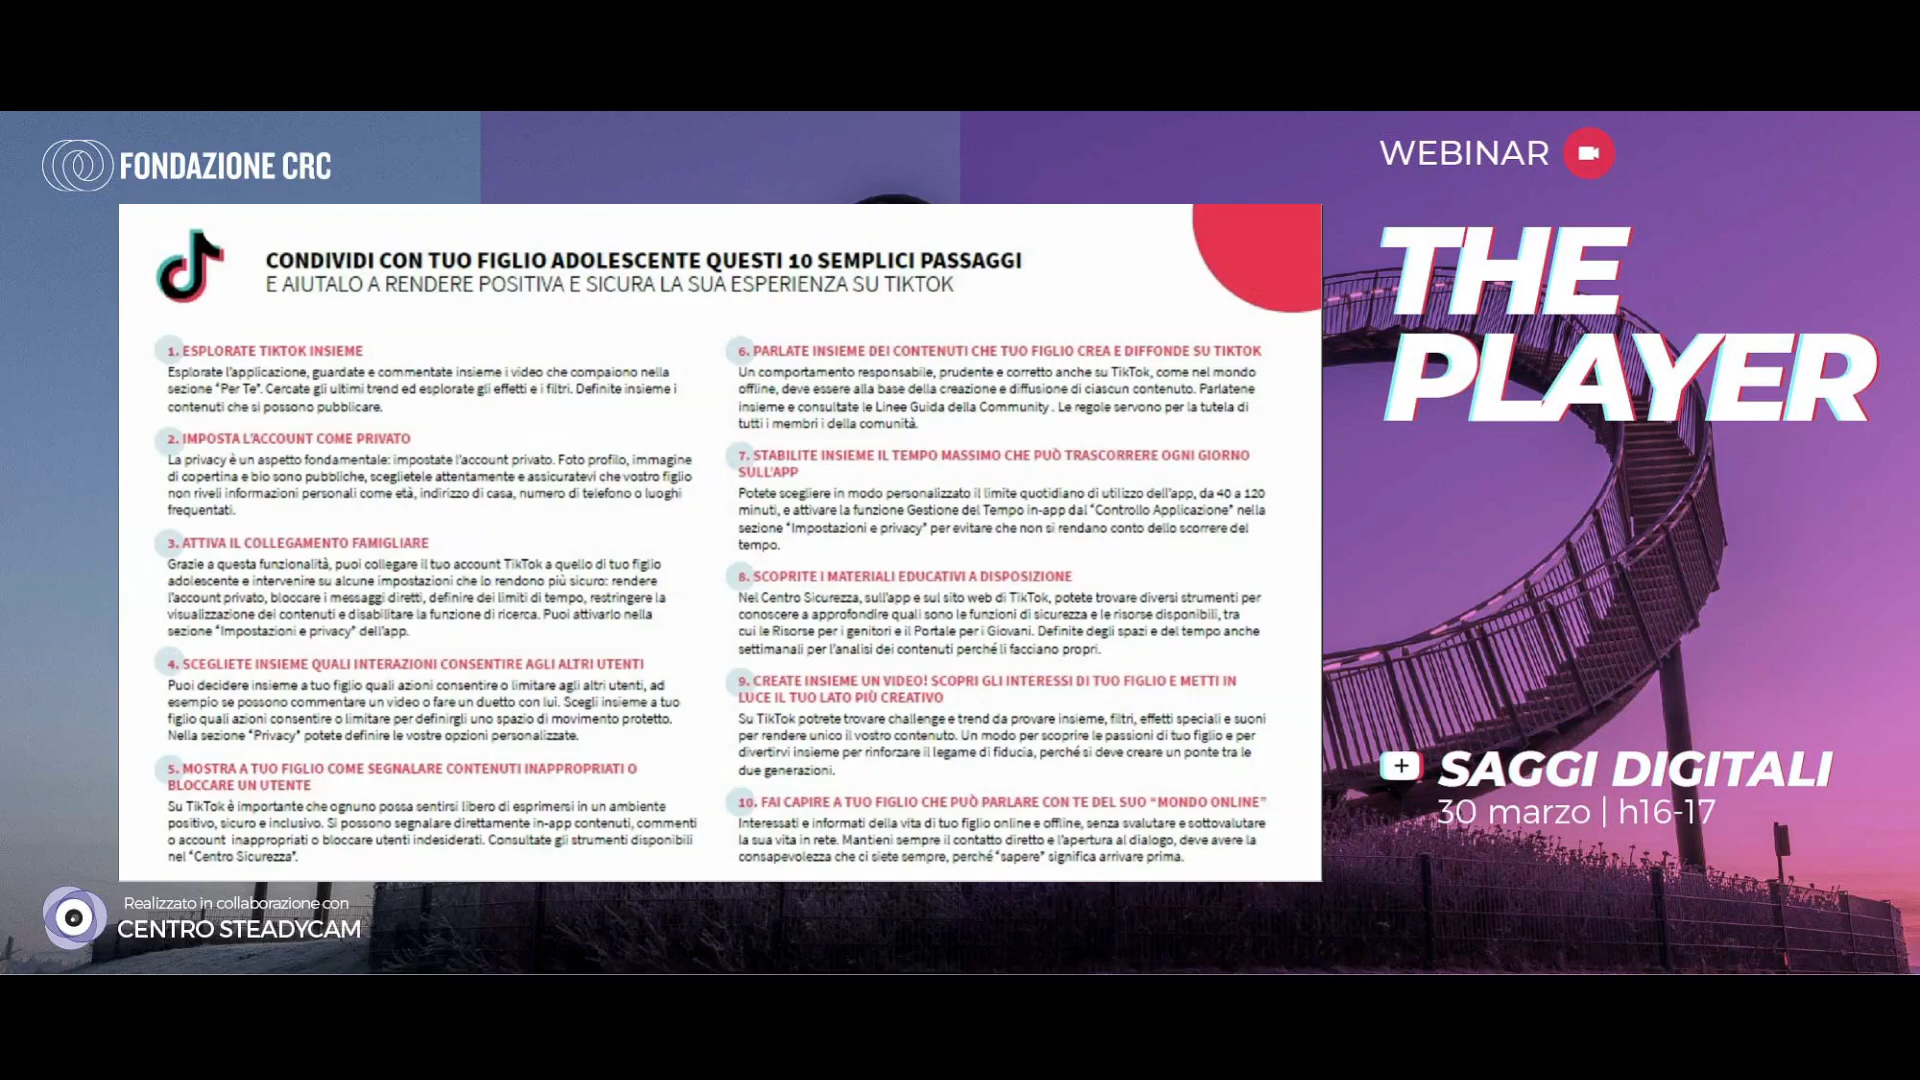 FONDAZIONE CRC
WEBINAR
THE
PLAYER
CONDIVIDI CON TUO FIGLIO ADOLESCENTE QUESTI 10 SEMPLICI PASSAGGI
E AIUTALO A RENDERE POSITIVA E SICURA LA SUA ESPERIENZA SU TIKTOK
1. ESPLORATE TIKTOK INSIEME
Esplorate l'applicazione, guardate e commentate insieme i video che compaiono nella
sezione "Per Te". Cercate gli ultimi trend ed esplorate gli effetti e i filtri. Definite insieme i
contenuti che si possono pubblicare.
2. IMPOSTA L'ACCOUNT COME PRIVATO
La privacy è un aspetto fondamentale: impostate l'account privato. Foto profilo, immagine
di copertina e bio sono pubbliche, sceglietele attentamente e assicuratevi che vostro figlio
non riveli informazioni personali come età, indirizzo di casa, numero di telefono o luoghi
frequentati.
3. ATTIVA IL COLLEGAMENTO FAMIGLIARE
Grazie a questa funzionalità, puoi collegare il tuo account TikTok a quello di tuo figlio
adolescente e intervenire su alcune impostazioni che lo rendono più sicuro: rendere
l'account privato, bloccare i messaggi diretti, definire dei limiti di tempo, restringere la
visualizzazione dei contenuti e disabilitare la funzione di ricerca. Puoi attivarlo nella
sezione "Impostazioni e privacy" dell'app.
4. SCEGLIETE INSIEME QUALI INTERAZIONI CONSENTIRE AGLI ALTRI UTENTI
Puoi decidere insieme a tuo figlio quali azioni consentire o limitare agli altri utenti, ad
esempio se possono commentare un video o fare un duetto con lui. Scegli insieme a tuo
figlio quali azioni consentire o limitare per definirgli uno spazio di movimento protetto.
Nella sezione "Privacy" potete definire le vostre opzioni personalizzate.
5. MOSTRA A TUO FIGLIO COME SEGNALARE CONTENUTI INAPPROPRIATI O
BLOCCARE UN UTENTE
Su TikTok è importante che ognuno possa sentirsi libero di esprimersi in un ambiente
positivo, sicuro e inclusivo. Si possono segnalare direttamente in-app contenuti, commenti
o account inappropriati o bloccare utenti indesiderati. Consultate gli strumenti disponibili
nel "Centro Sicurezza".
6. PARLATE INSIEME DEI CONTENUTI CHE TUO FIGLIO CREA E DIFFONDE SU TIKTOK
Un comportamento responsabile, prudente e corretto anche su TikTok, come nel mondo
offline, deve essere alla base della creazione e diffusione di ciascun contenuto. Parlatene
insieme e consultate le Linee Guida della Community . Le regole servono per la tutela di
tutti i membri i della comunità.
7. STABILITE INSIEME IL TEMPO MASSIMO CHE PUÒ TRASCORRERE OGNI GIORNO
SULL'APP
Potete scegliere in modo personalizzato il limite quotidiano di utilizzo dell'app, da 40 a 120
minuti, e attivare la funzione Gestione del Tempo in-app dal "Controllo Applicazione" nella
sezione "Impostazioni e privacy" per evitare che non si rendano conto dello scorrere del
tempo.
8. SCOPRITE I MATERIALI EDUCATIVI A DISPOSIZIONE
Nel Centro Sicurezza, sull'app e sul sito web di TikTok, potete trovare diversi strumenti per
conoscere a approfondire quali sono le funzioni di sicurezza e le risorse disponibili, tra
cui le Risorse per i genitori e il Portale per i Giovani. Definite degli spazi e del tempo anche
settimanali per l'analisi dei contenuti perché li facciano propri.
9. CREATE INSIEME UN VIDEO! SCOPRI GLI INTERESSI DI TUO FIGLIO E METTI IN
LUCE IL TUO LATO PIÙ CREATIVO
Su TikTok potrete trovare challenge e trend da provare insieme, filtri, effetti speciali e suoni
per rendere unico il vostro contenuto. Un modo per scoprire le passioni di tuo figlio e per
divertirvi insieme per rinforzare il legame di fiducia, perché si deve creare un ponte tra le
due generazioni.
10. FAI CAPIRE A TUO FIGLIO CHE PUÒ PARLARE CON TE DEL SUO "MONDO ONLINE"
Interessati e informati della vita di tuo figlio online e offline, senza svalutare e sottovalutare
la sua vita in rete. Mantieni sempre il contatto diretto e l'apertura al dialogo, deve avere la
consapevolezza che ci siete sempre, perché "sapere" significa arrivare prima.
SAGGI DIGITALI
30 marzo | h16-17
Realizzato in collaborazione con
CENTRO STEADYCAM